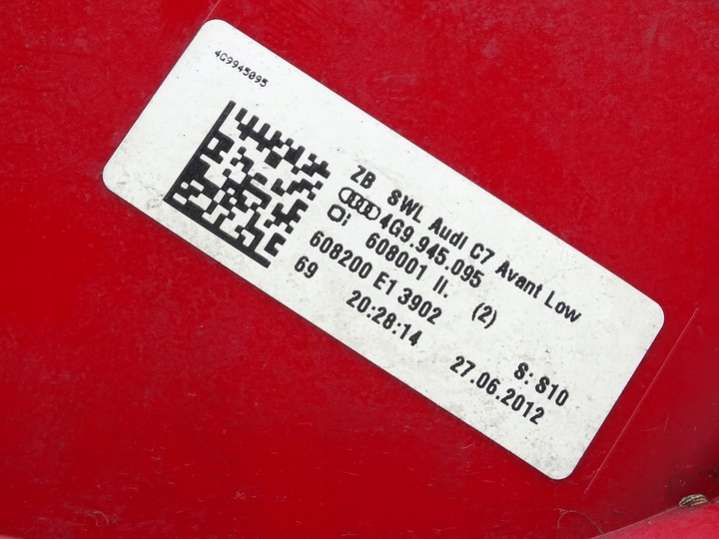 4G9945095
ZB SWL Audi C7 Avant Low
4G9.945.095
608001 II. (2)
608200 E1 3902
69 20:28:14 27.06.2012
S: S10